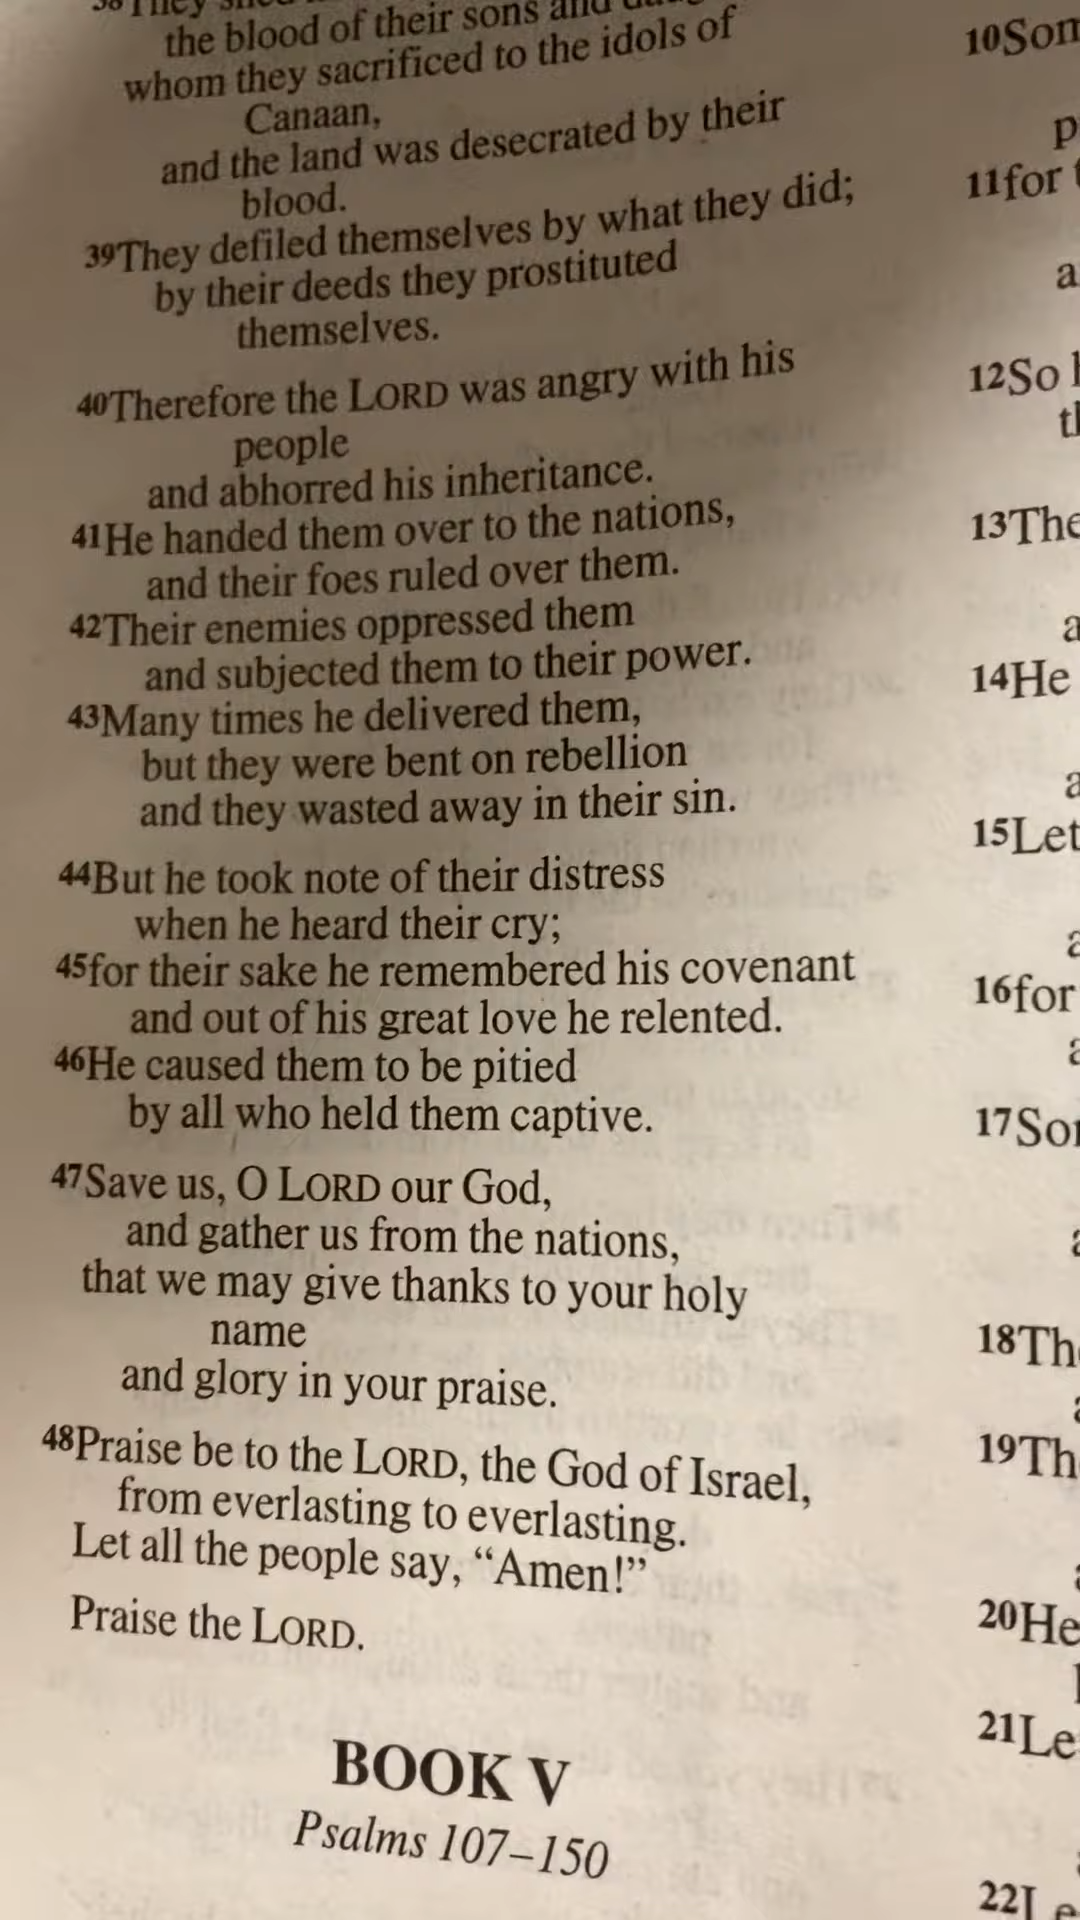 38They
the blood of their sons and
whom they sacrificed to the idols of
Canaan,
and the land was desecrated by their
blood.
39They defiled themselves by what they did;
by their deeds they prostituted
themselves.
40Therefore the LORD was angry with his
people
and abhorred his inheritance.
41He handed them over to the nations,
and their foes ruled over them.
42Their enemies oppressed them
and subjected them to their power.
43Many times he delivered them,
but they were bent on rebellion
and they wasted away in their sin.
44But he took note of their distress
when he heard their cry;
45for their sake he remembered his covenant
and out of his great love he relented.
46He caused them to be pitied
by all who held them captive.
47Save us, O LORD our God,
and gather us from the nations,
that we may give thanks to your holy
name
and glory in your praise.
48Praise be to the LORD, the God of Israel,
from everlasting to everlasting.
Let all the people say, “Amen!”
Praise the LORD.
BOOK V
Psalms 107–150
10
11for
12So
13
14He
15Let
16for
17
18
19
20He
21
22